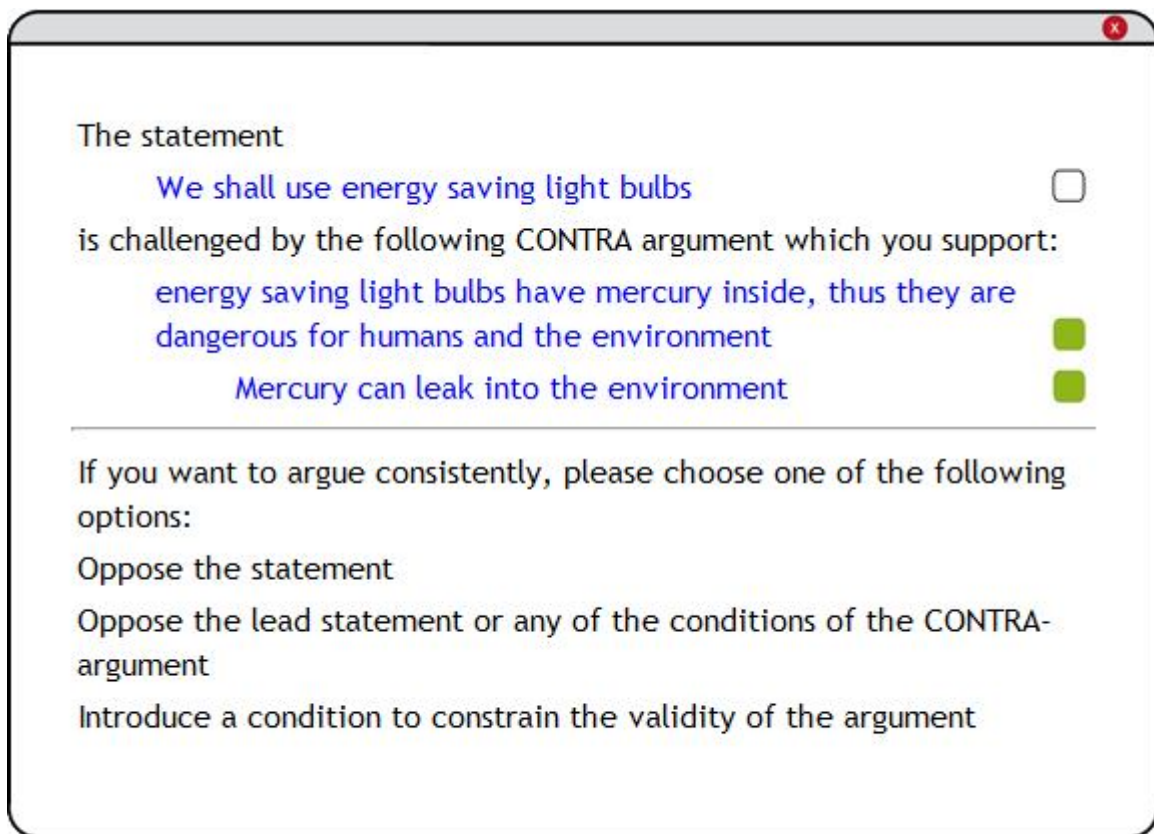 X
The statement
We shall use energy saving light bulbs
is challenged by the following CONTRA argument which you support:
energy saving light bulbs have mercury inside, thus they are
dangerous for humans and the environment
Mercury can leak into the environment
If you want to argue consistently, please choose one of the following
options:
Oppose the statement
Oppose the lead statement or any of the conditions of the CONTRA-
argument
Introduce a condition to constrain the validity of the argument